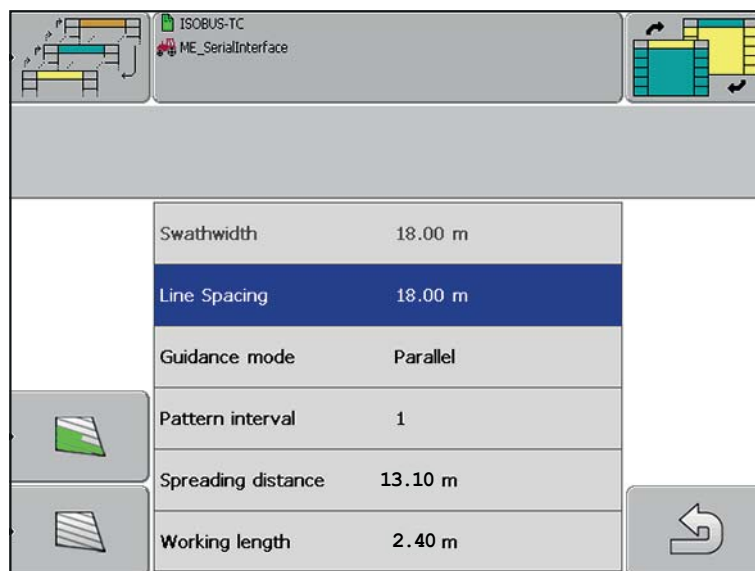 ISOBUS-TC
ME_SerialInterface
Swathwidth 18.00 m
Line Spacing 18.00 m
Guidance mode Parallel
Pattern interval 1
Spreading distance 13.10 m
Working length 2.40 m